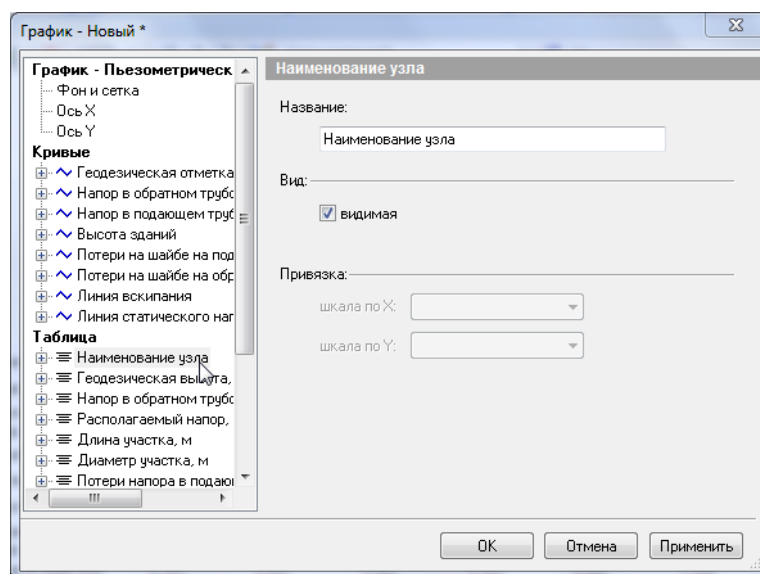 График - Новый *
График - Пьезометрическ
Фон и сетка
Ось X
Ось Y
Кривые
Геодезическая отметка
Напор в обратном трубо
Напор в подающем труб
Высота зданий
Потери на шайбе на под
Потери на шайбе на обр
Линия вскипания
Линия статического нап
Таблица
Наименование узла
Геодезическая высота,
Напор в обратном трубо
Располагаемый напор,
Длина участка, м
Диаметр участка, м
Потери напора в подаю
Наименование узла
Название:
Наименование узла
Вид:
видимая
Привязка:
шкала по X:
шкала по Y:
OK
Отмена
Применить